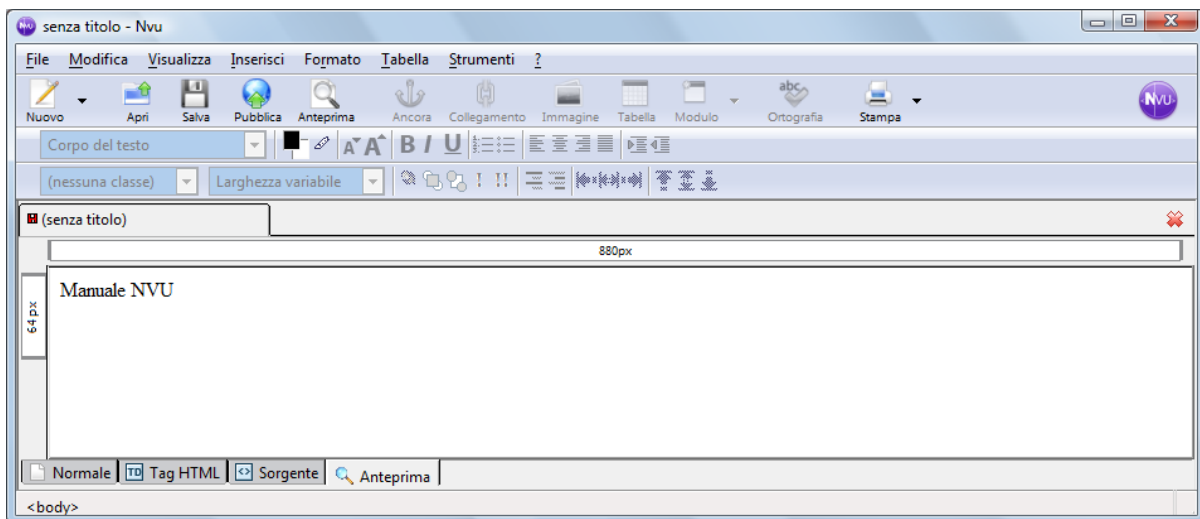 senza titolo - Nvu
File Modifica Visualizza Inserisci Formato Tabella Strumenti ?
Nuovo Apri Salva Pubblica Anteprima Ancora Collegamento Immagine Tabella Modulo Ortografia Stampa
abc
Nvu
Corpo del testo
A A B I U
(nessuna classe) Larghezza variabile
! !!
(senza titolo)
880px
64px
Manuale NVU
Normale TD Tag HTML Sorgente Anteprima
<body>